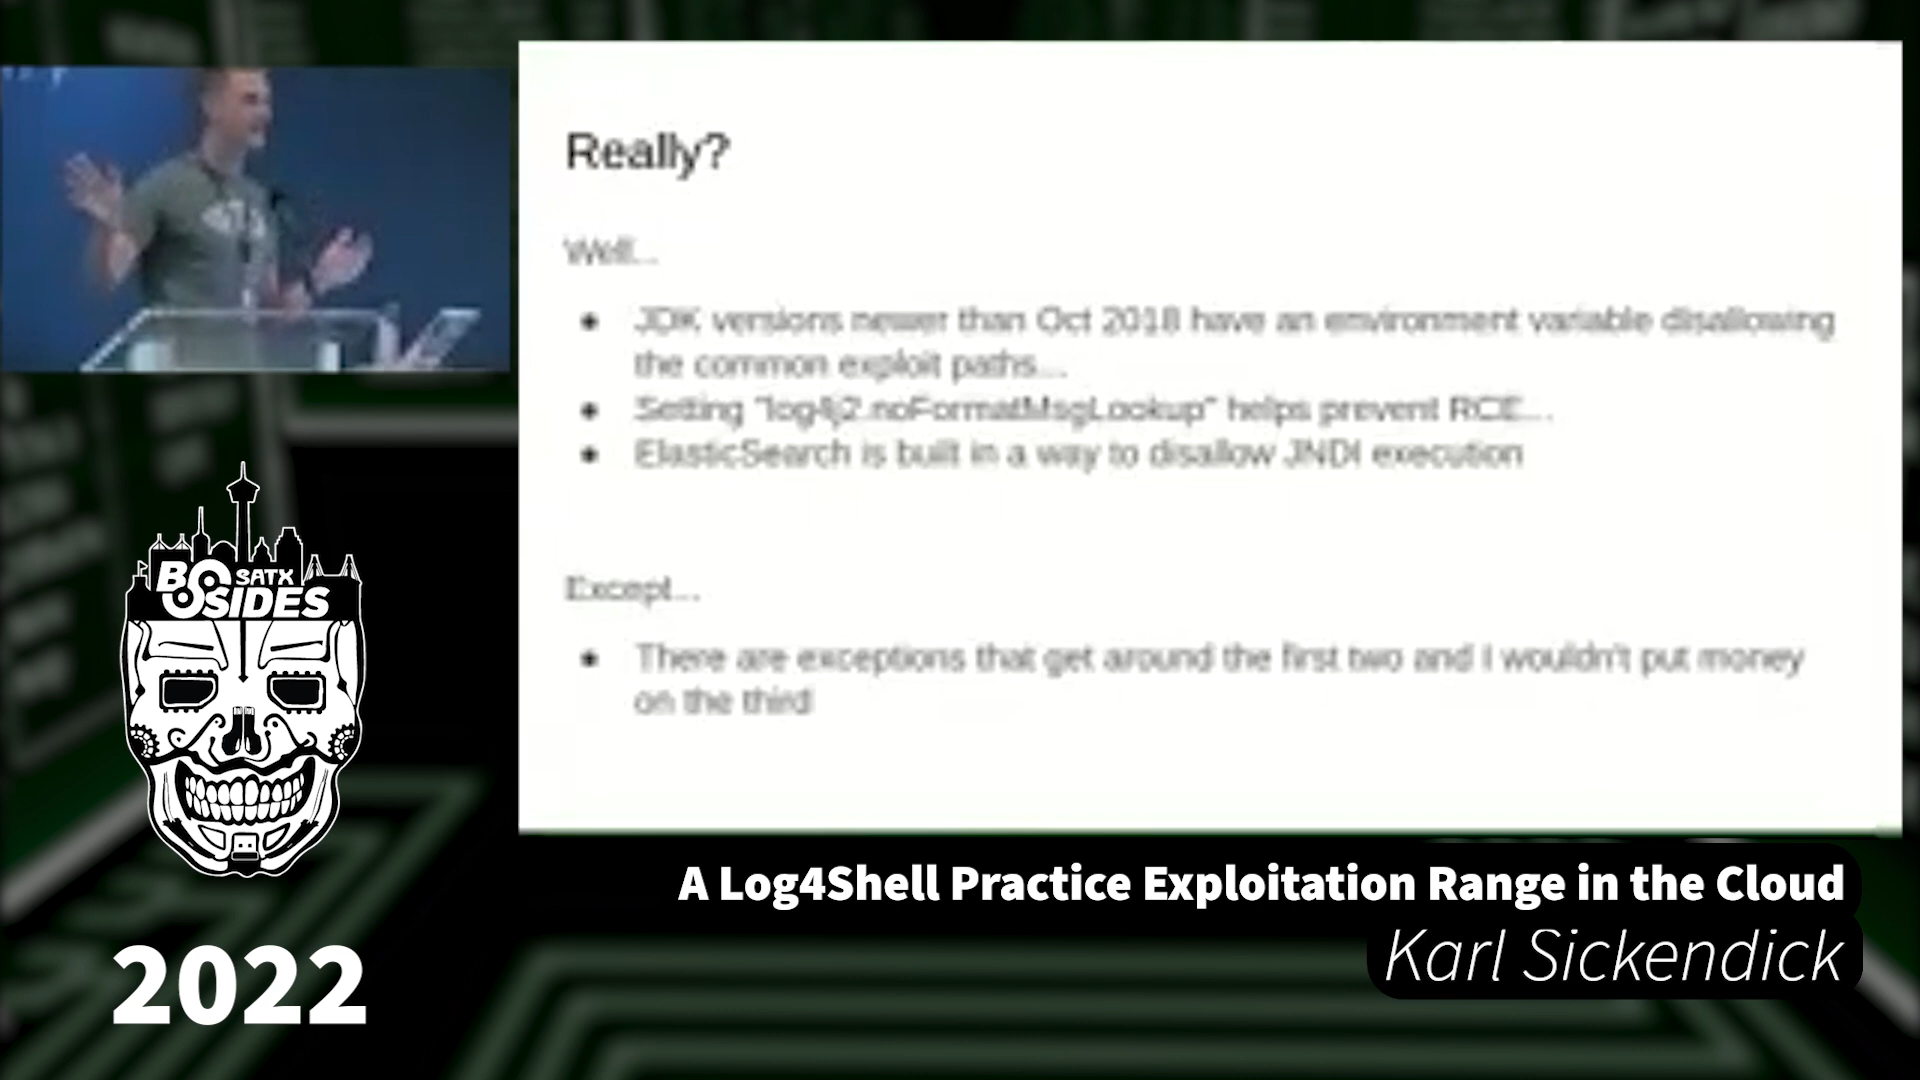 Really?
Well...
JDK versions newer than Oct 2018 have an environment variable disallowing
the common exploit paths...
Setting "log4j2.noFormatMsgLookup" helps prevent RCE...
ElasticSearch is built in a way to disallow JNDI execution
Except...
There are exceptions that get around the first two and I wouldn't put money
on the third
B SATX
SIDES
2022
A Log4Shell Practice Exploitation Range in the Cloud
Karl Sickendick